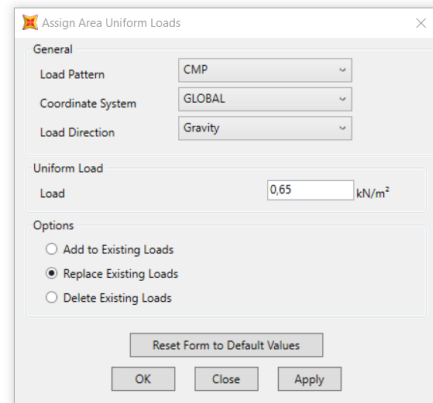 Assign Area Uniform Loads
General
Load Pattern CMP
Coordinate System GLOBAL
Load Direction Gravity
Uniform Load
Load 0,65 kN/m²
Options
Add to Existing Loads
Replace Existing Loads
Delete Existing Loads
Reset Form to Default Values
OK Close Apply